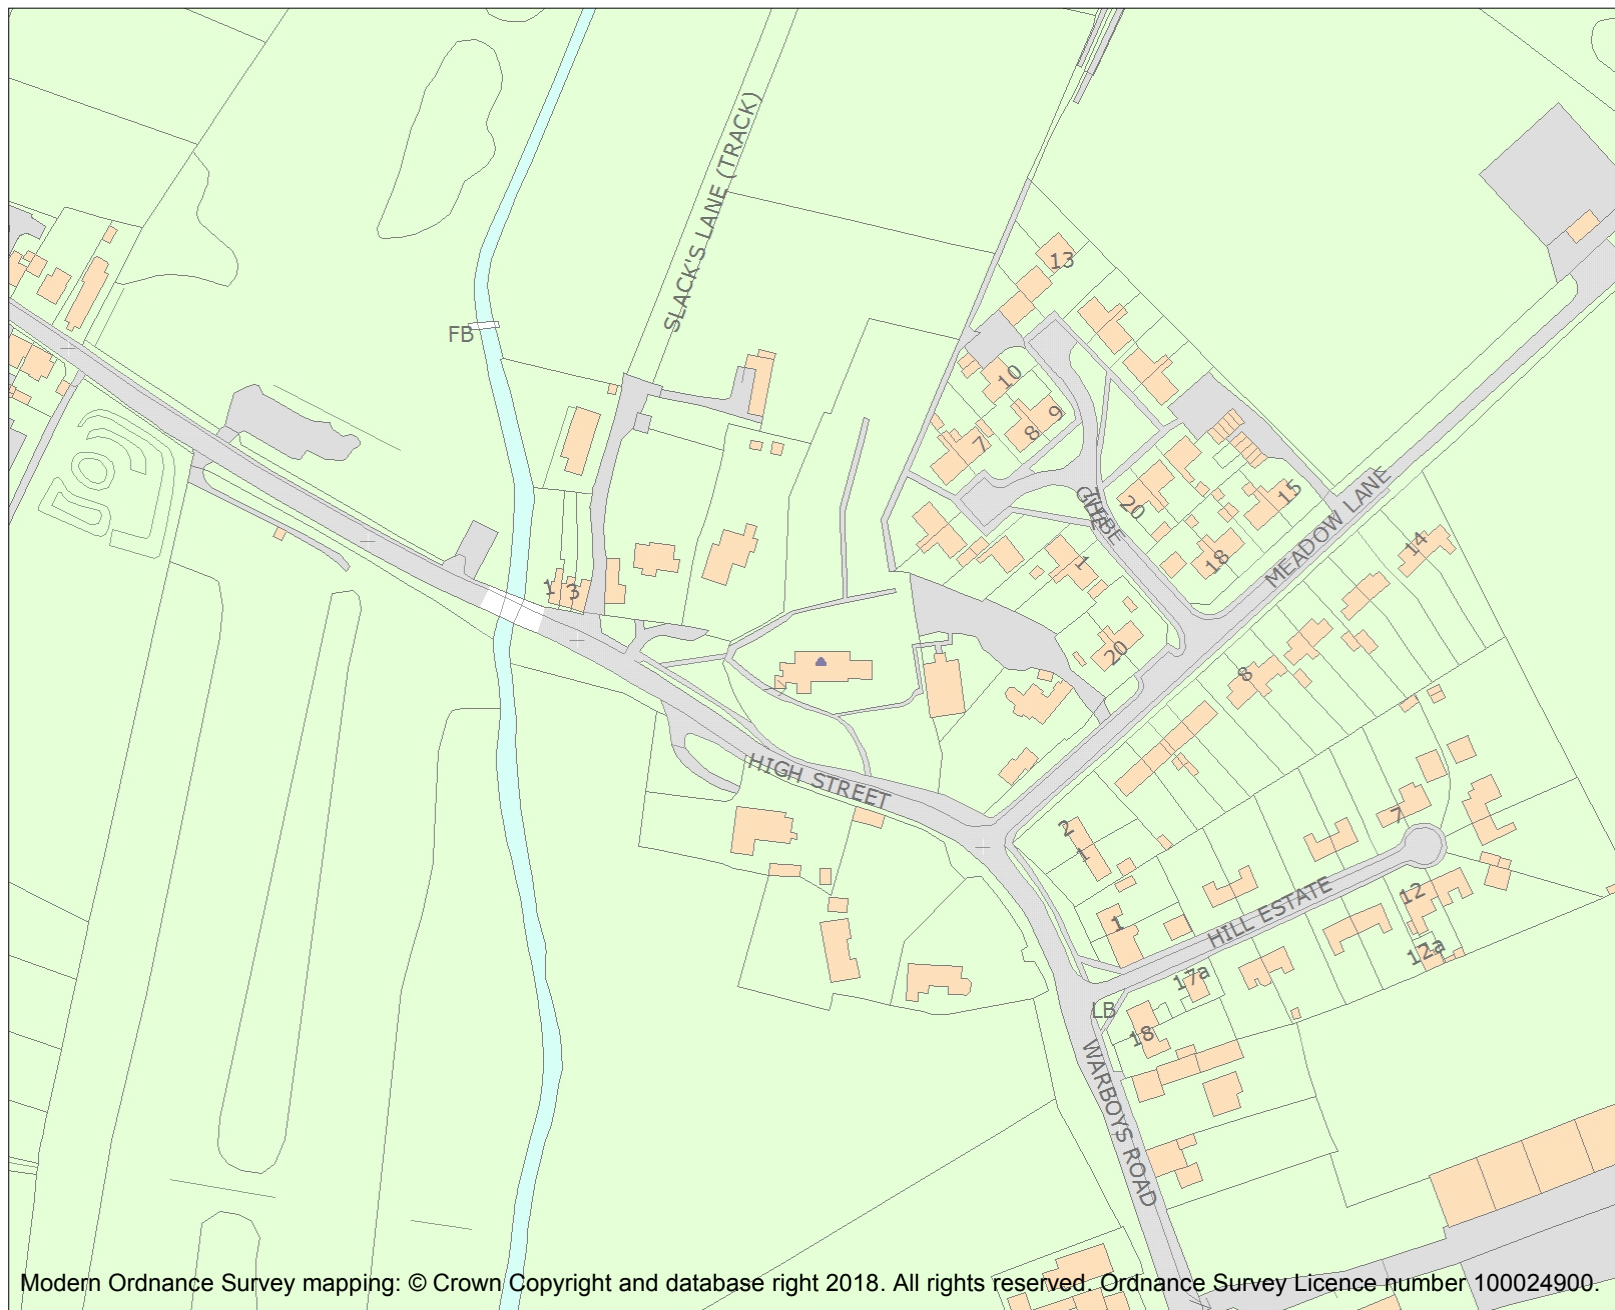 SLACK'S LANE (TRACK)
FB
13
10
9
8
7
THE
GLEBE
20
15
18
MEADOW LANE
14
1
20
8
1
3
HIGH STREET
2
1
7
1
HILL ESTATE
12
12a
17a
LB
18
WARBOYS ROAD
Modern Ordnance Survey mapping: © Crown Copyright and database right 2018. All rights reserved. Ordnance Survey Licence number 100024900.